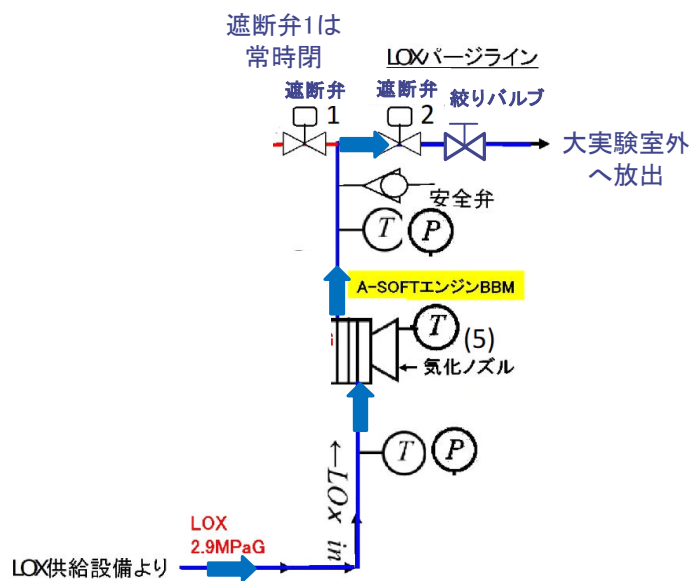 遮断弁1は
常時閉
LOXパージライン
遮断弁
遮断弁
絞りバルブ
1
2
大実験室外
へ放出
安全弁
T
P
A-SOFTエンジンBBM
T
(5)
気化ノズル
T
P
←LOx in
LOX
2.9MPaG
LOX供給設備より